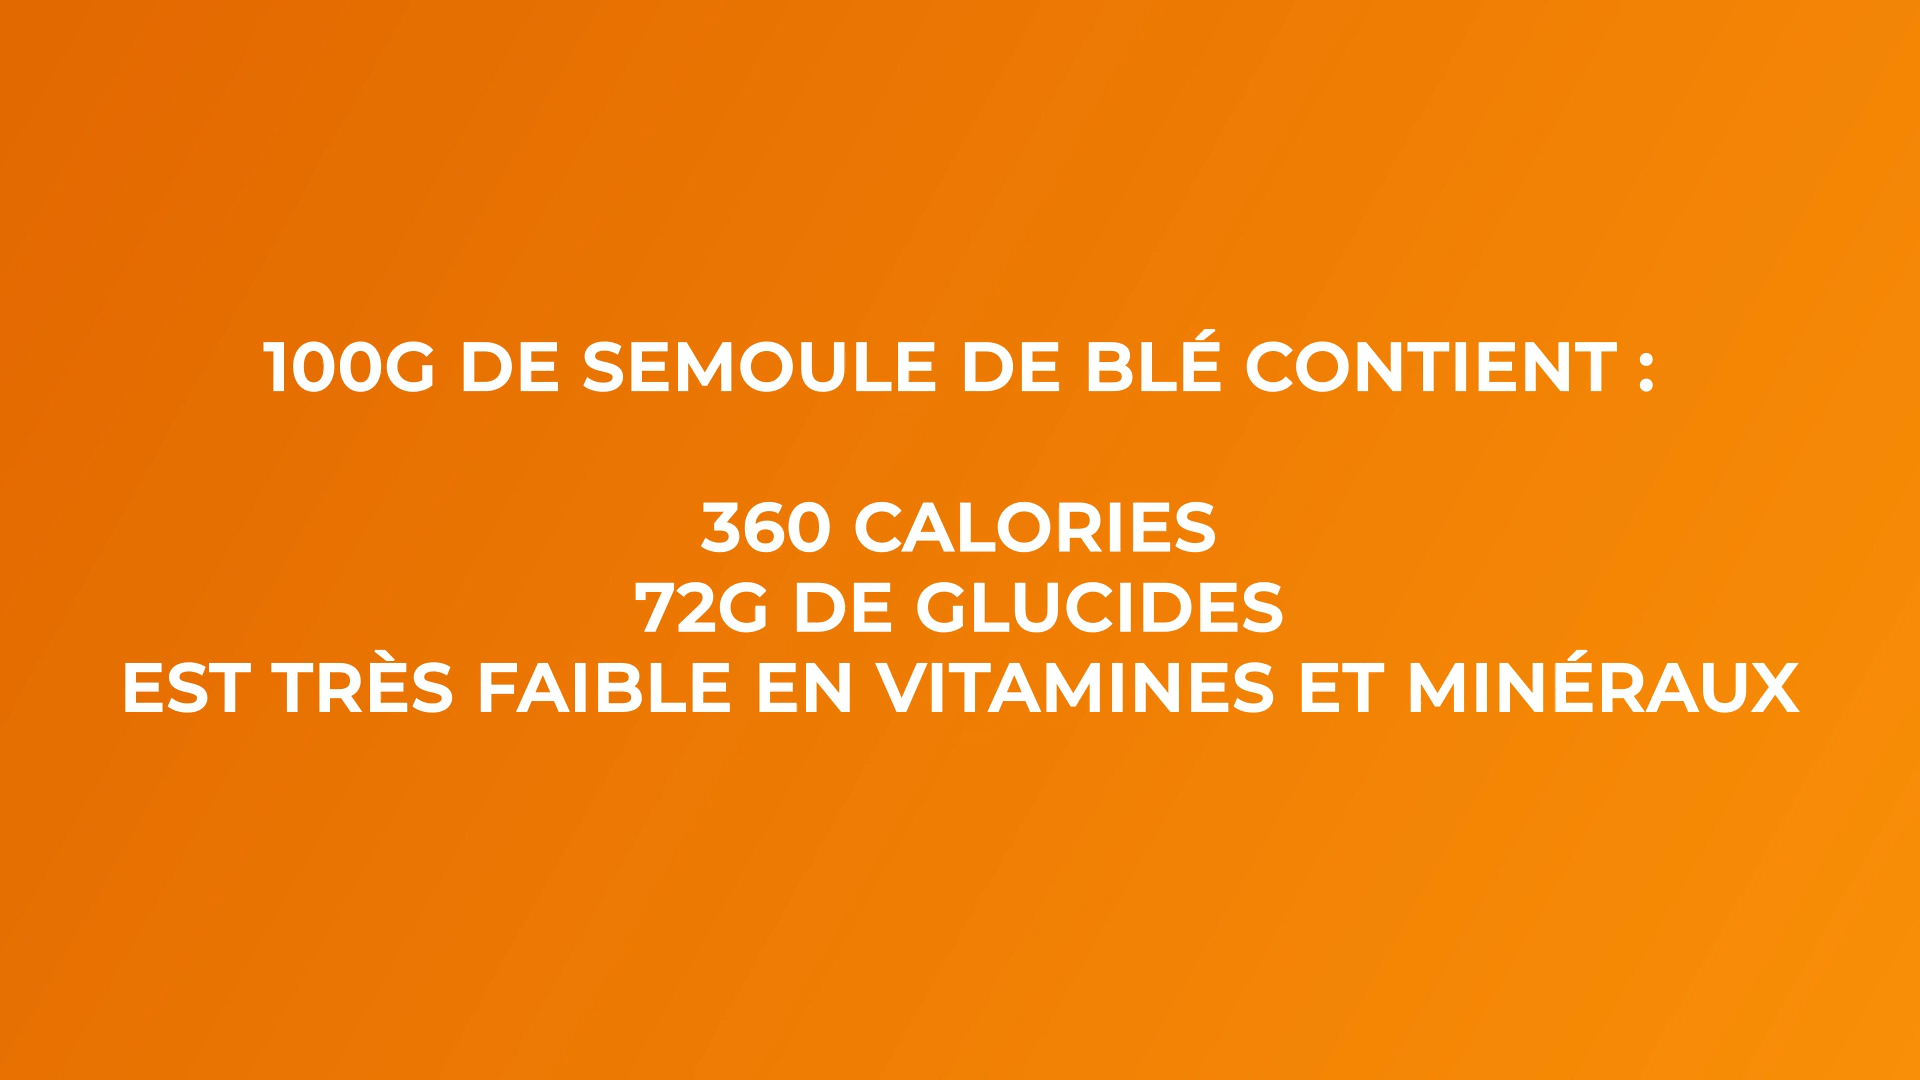 100G DE SEMOULE DE BLÉ CONTIENT :
360 CALORIES
72G DE GLUCIDES
EST TRÈS FAIBLE EN VITAMINES ET MINÉRAUX